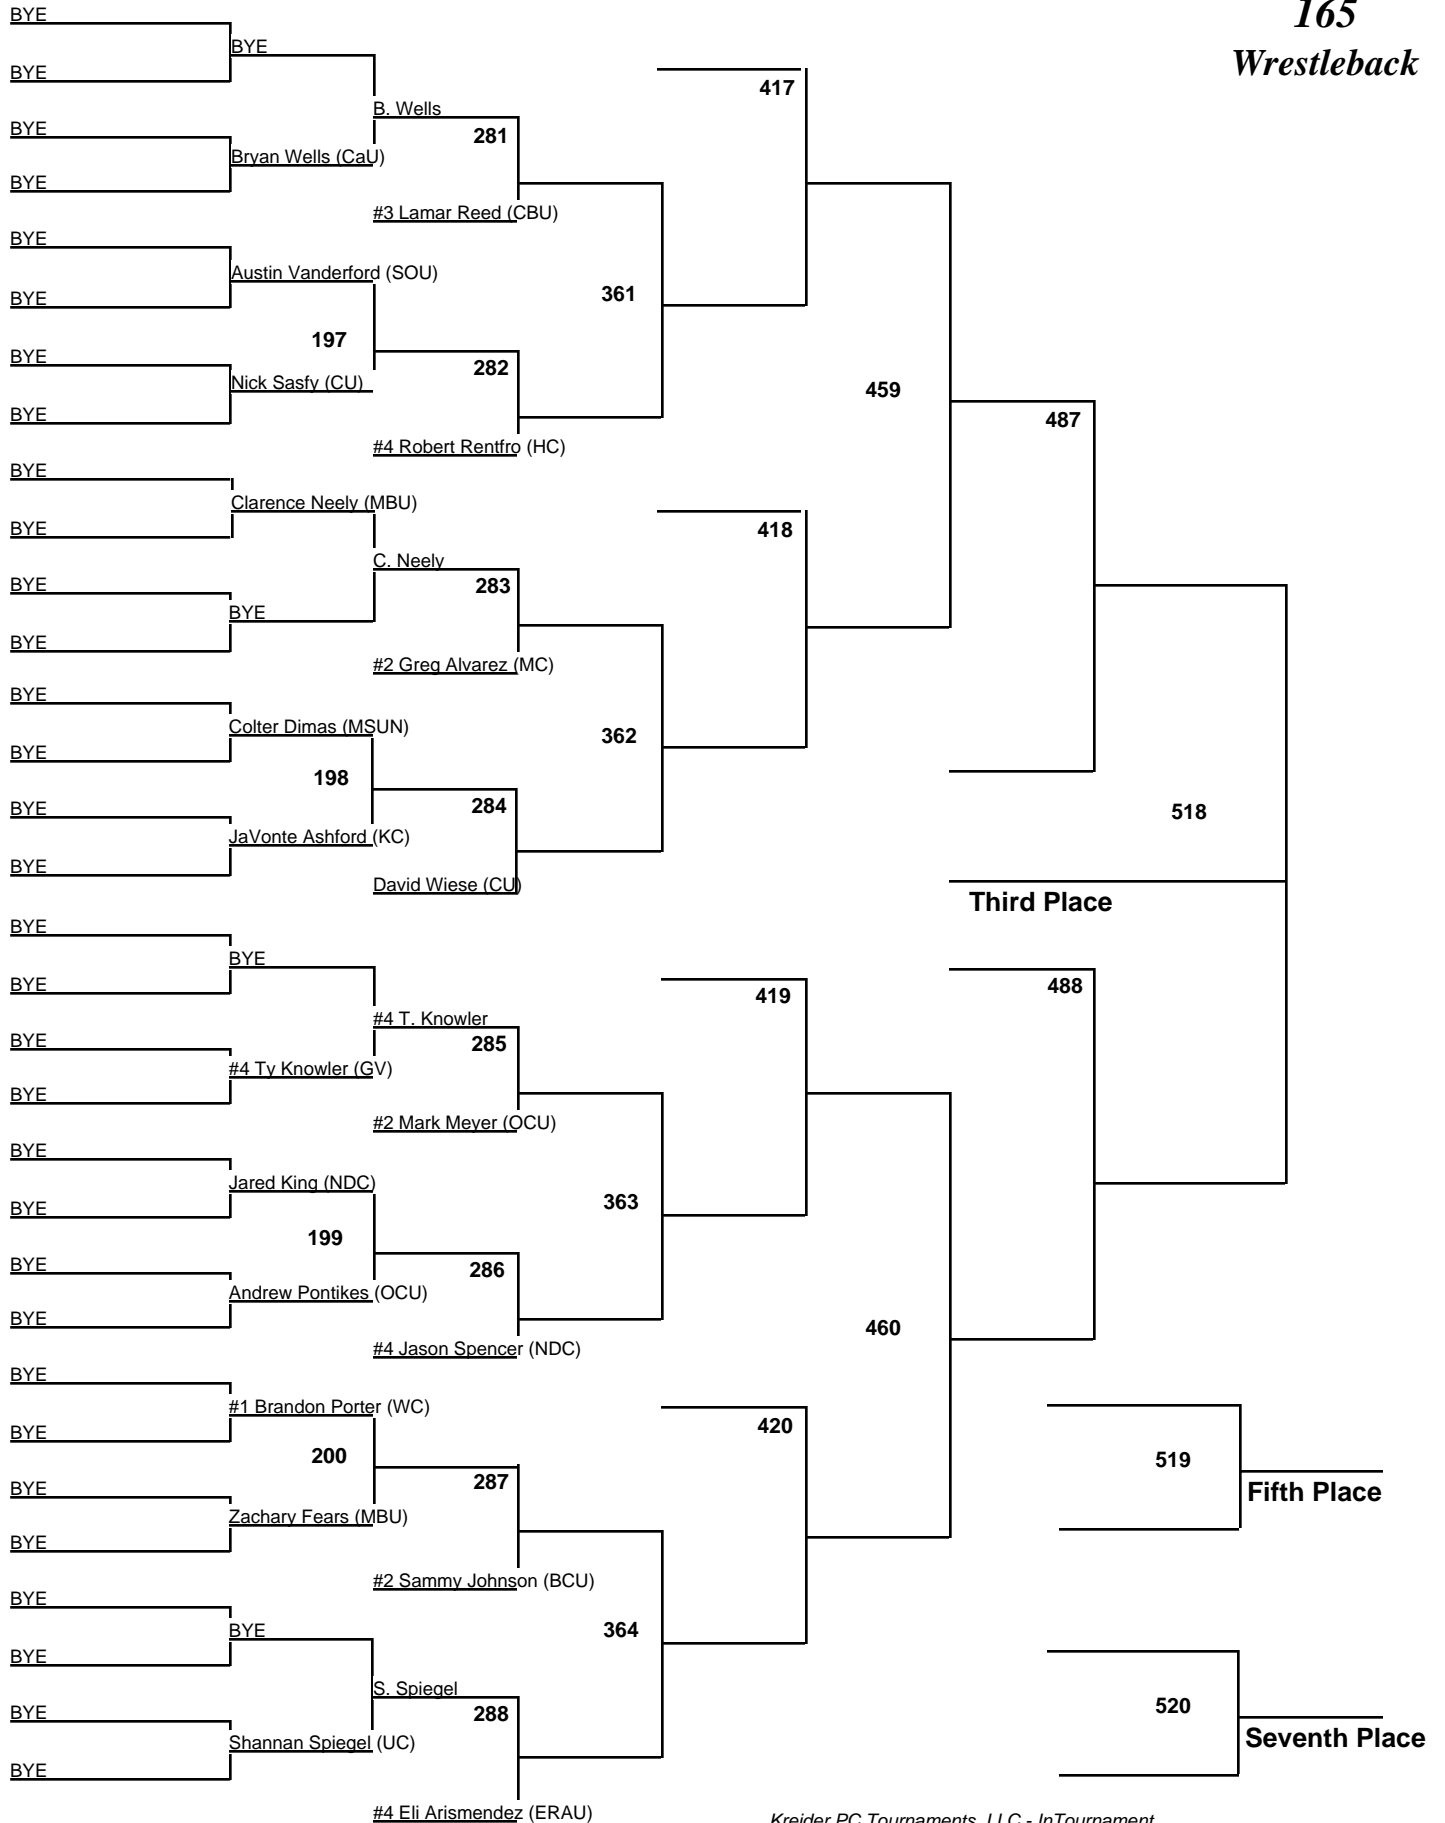 165
Wrestleback
BYE
BYE
BYE
417
B. Wells
281
BYE
Bryan Wells (CaU)
BYE
#3 Lamar Reed (CBU)
BYE
Austin Vanderford (SOU)
BYE
361
197
BYE
282
Nick Sasfy (CU)
459
BYE
487
#4 Robert Rentfro (HC)
BYE
Clarence Neely (MBU)
BYE
418
C. Neely
BYE
283
BYE
BYE
#2 Greg Alvarez (MC)
BYE
Colter Dimas (MSUN)
362
BYE
198
BYE
284
518
JaVonte Ashford (KC)
BYE
David Wiese (CU)
Third Place
BYE
BYE
BYE
488
419
#4 T. Knowler
BYE
285
#4 Ty Knowler (GV)
BYE
#2 Mark Meyer (OCU)
BYE
Jared King (NDC)
BYE
363
199
BYE
286
Andrew Pontikes (OCU)
BYE
460
#4 Jason Spencer (NDC)
BYE
#1 Brandon Porter (WC)
BYE
420
200
519
BYE
287
Fifth Place
Zachary Fears (MBU)
BYE
#2 Sammy Johnson (BCU)
BYE
BYE
364
BYE
S. Spiegel
BYE
288
520
Shannan Spiegel (UC)
Seventh Place
BYE
#4 Eli Arismendez (ERAU)
Kreider PC Tournaments, LLC - InTournament